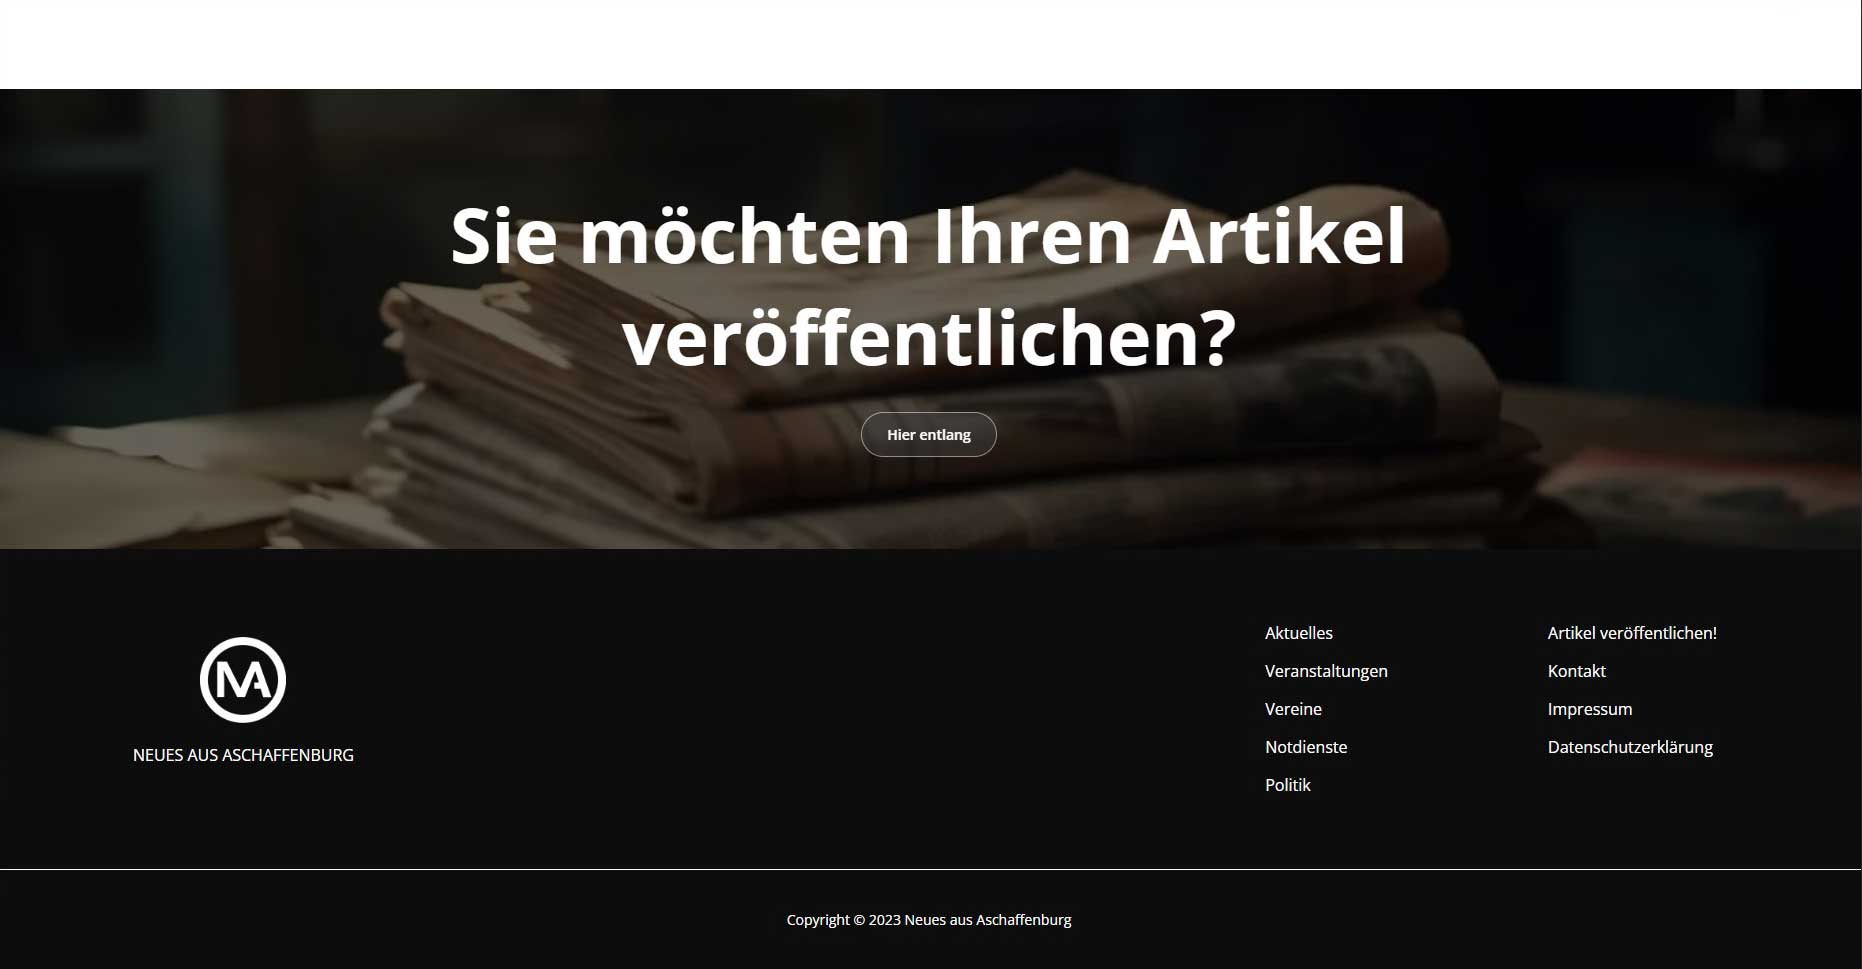 Sie möchten Ihren Artikel
veröffentlichen?
Hier entlang
MA
NEUES AUS ASCHAFFENBURG
Aktuelles
Veranstaltungen
Vereine
Notdienste
Politik
Artikel veröffentlichen!
Kontakt
Impressum
Datenschutzerklärung
Copyright © 2023 Neues aus Aschaffenburg